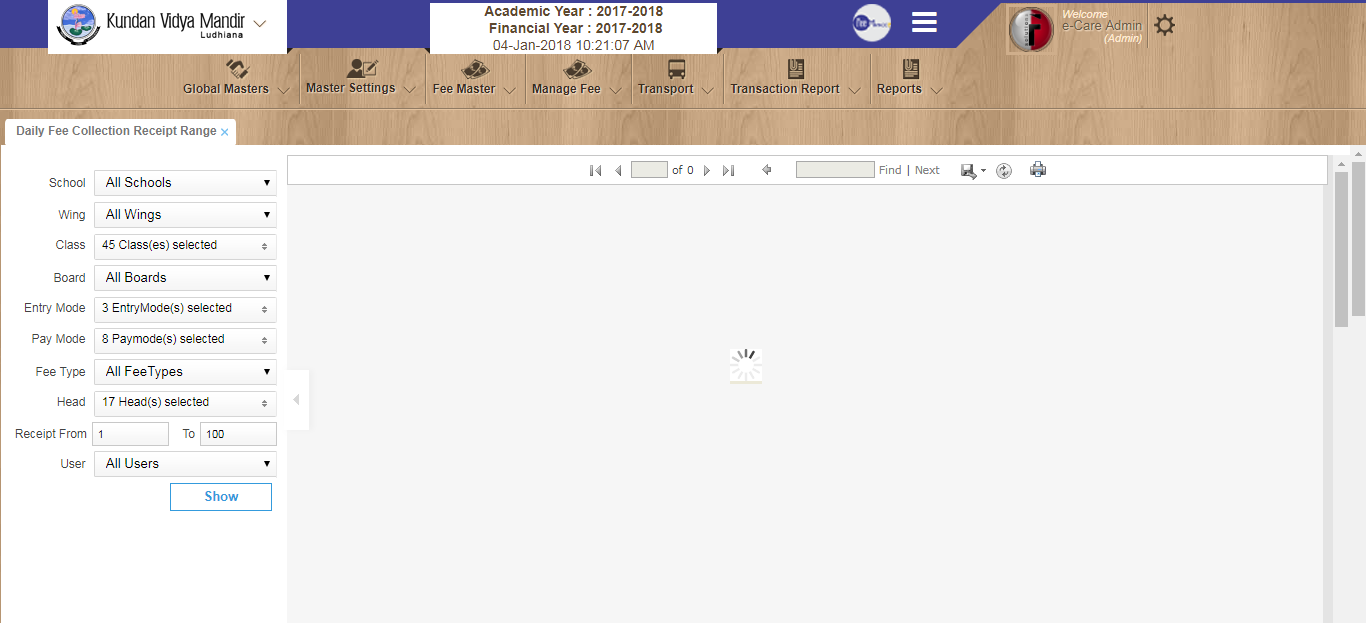 Kundan Vidya Mandir
Ludhiana
Academic Year : 2017-2018
Financial Year : 2017-2018
04-Jan-2018 10:21:07 AM
Welcome
e-Care Admin
(Admin)
Global Masters
Master Settings
Fee Master
Manage Fee
Transport
Transaction Report
Reports
Daily Fee Collection Receipt Range ×
of 0
Find | Next
School All Schools
Wing All Wings
Class 45 Class(es) selected
Board All Boards
Entry Mode 3 EntryMode(s) selected
Pay Mode 8 Paymode(s) selected
Fee Type All FeeTypes
Head 17 Head(s) selected
Receipt From 1 To 100
User All Users
Show